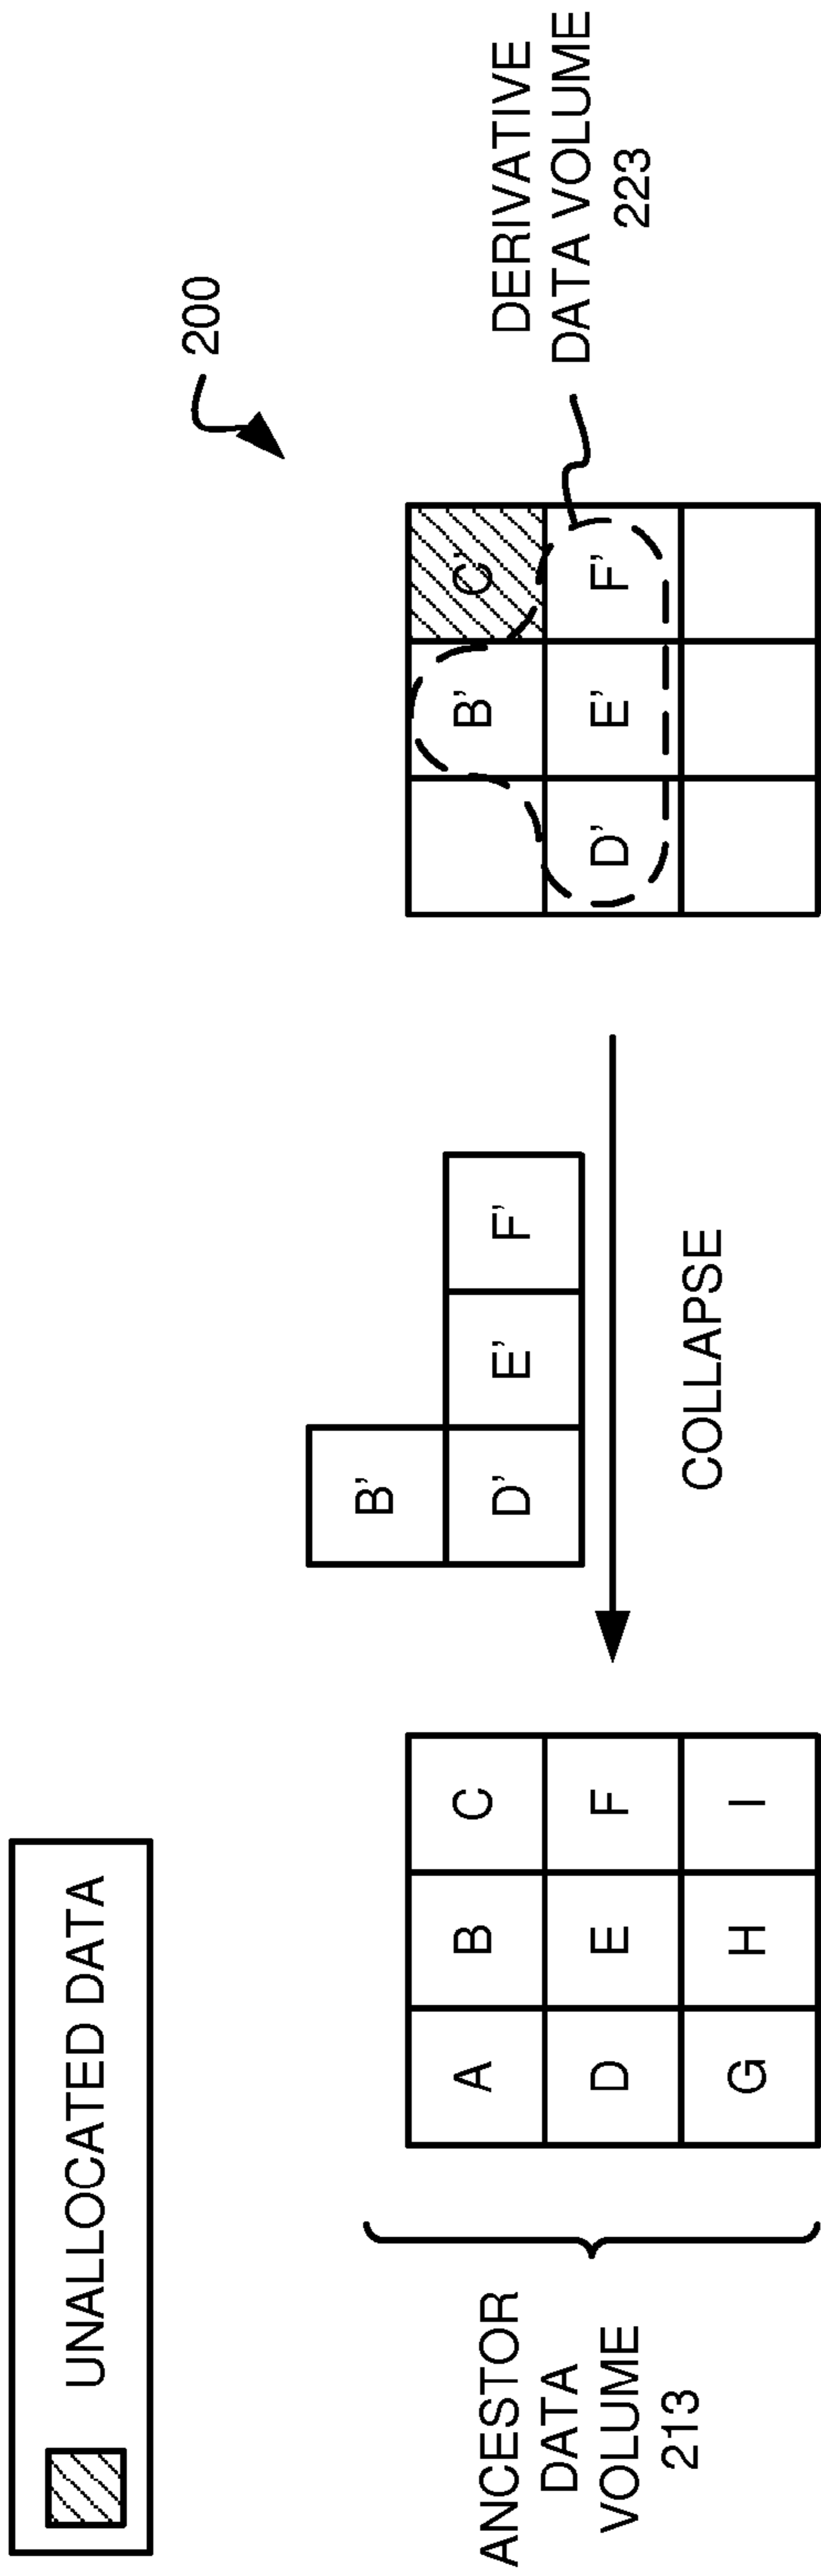 UNALLOCATED DATA
200
ANCESTOR
DATA
VOLUME
213
A B C
D E F
G H I
B'
D' E' F'
COLLAPSE
B' C'
D' E' F'
DERIVATIVE
DATA VOLUME
223